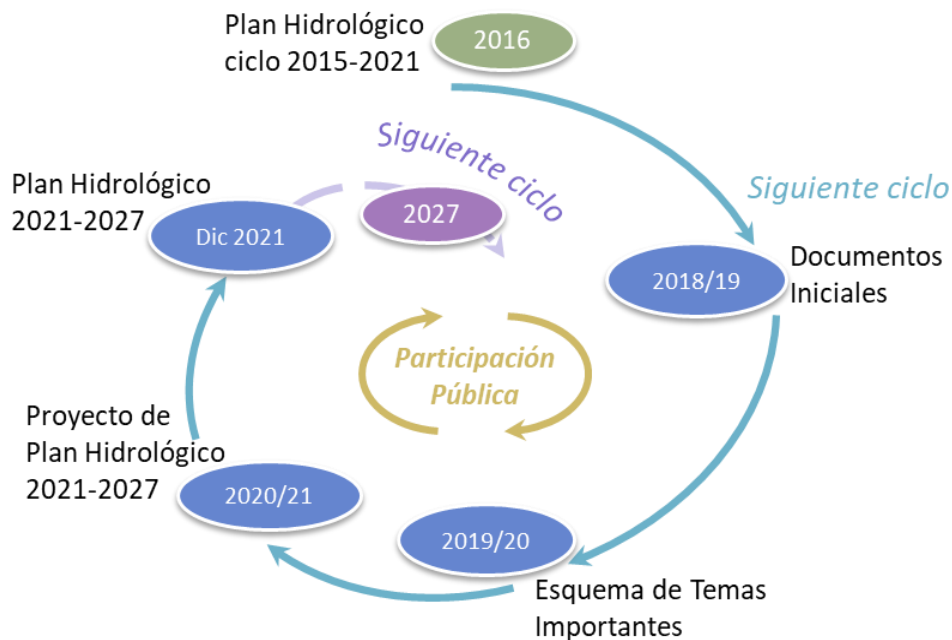 Plan Hidrológico
ciclo 2015-2021
2016
Siguiente ciclo
Siguiente ciclo
Plan Hidrológico
2021-2027
Dic 2021
2027
2018/19
Documentos
Iniciales
Participación
Pública
Proyecto de
Plan Hidrológico
2021-2027
2020/21
2019/20
Esquema de Temas
Importantes